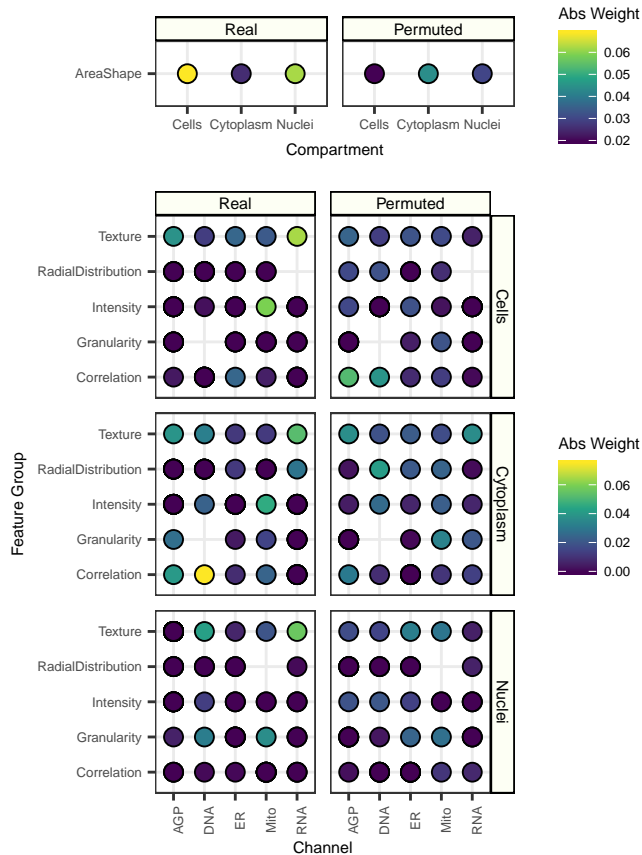 Abs Weight
Real Permuted
AreaShape
0.06
0.05
0.04
0.03
0.02
Cells Cytoplasm Nuclei Cells Cytoplasm Nuclei
Compartment
Real Permuted
Texture
RadialDistribution
Intensity
Granularity
Correlation
Cells
Texture
RadialDistribution
Intensity
Granularity
Correlation
Cytoplasm
Feature Group
Abs Weight
0.06
0.04
0.02
0.00
Texture
RadialDistribution
Intensity
Granularity
Correlation
Nuclei
AGP DNA ER Mito RNA AGP DNA ER Mito RNA
Channel